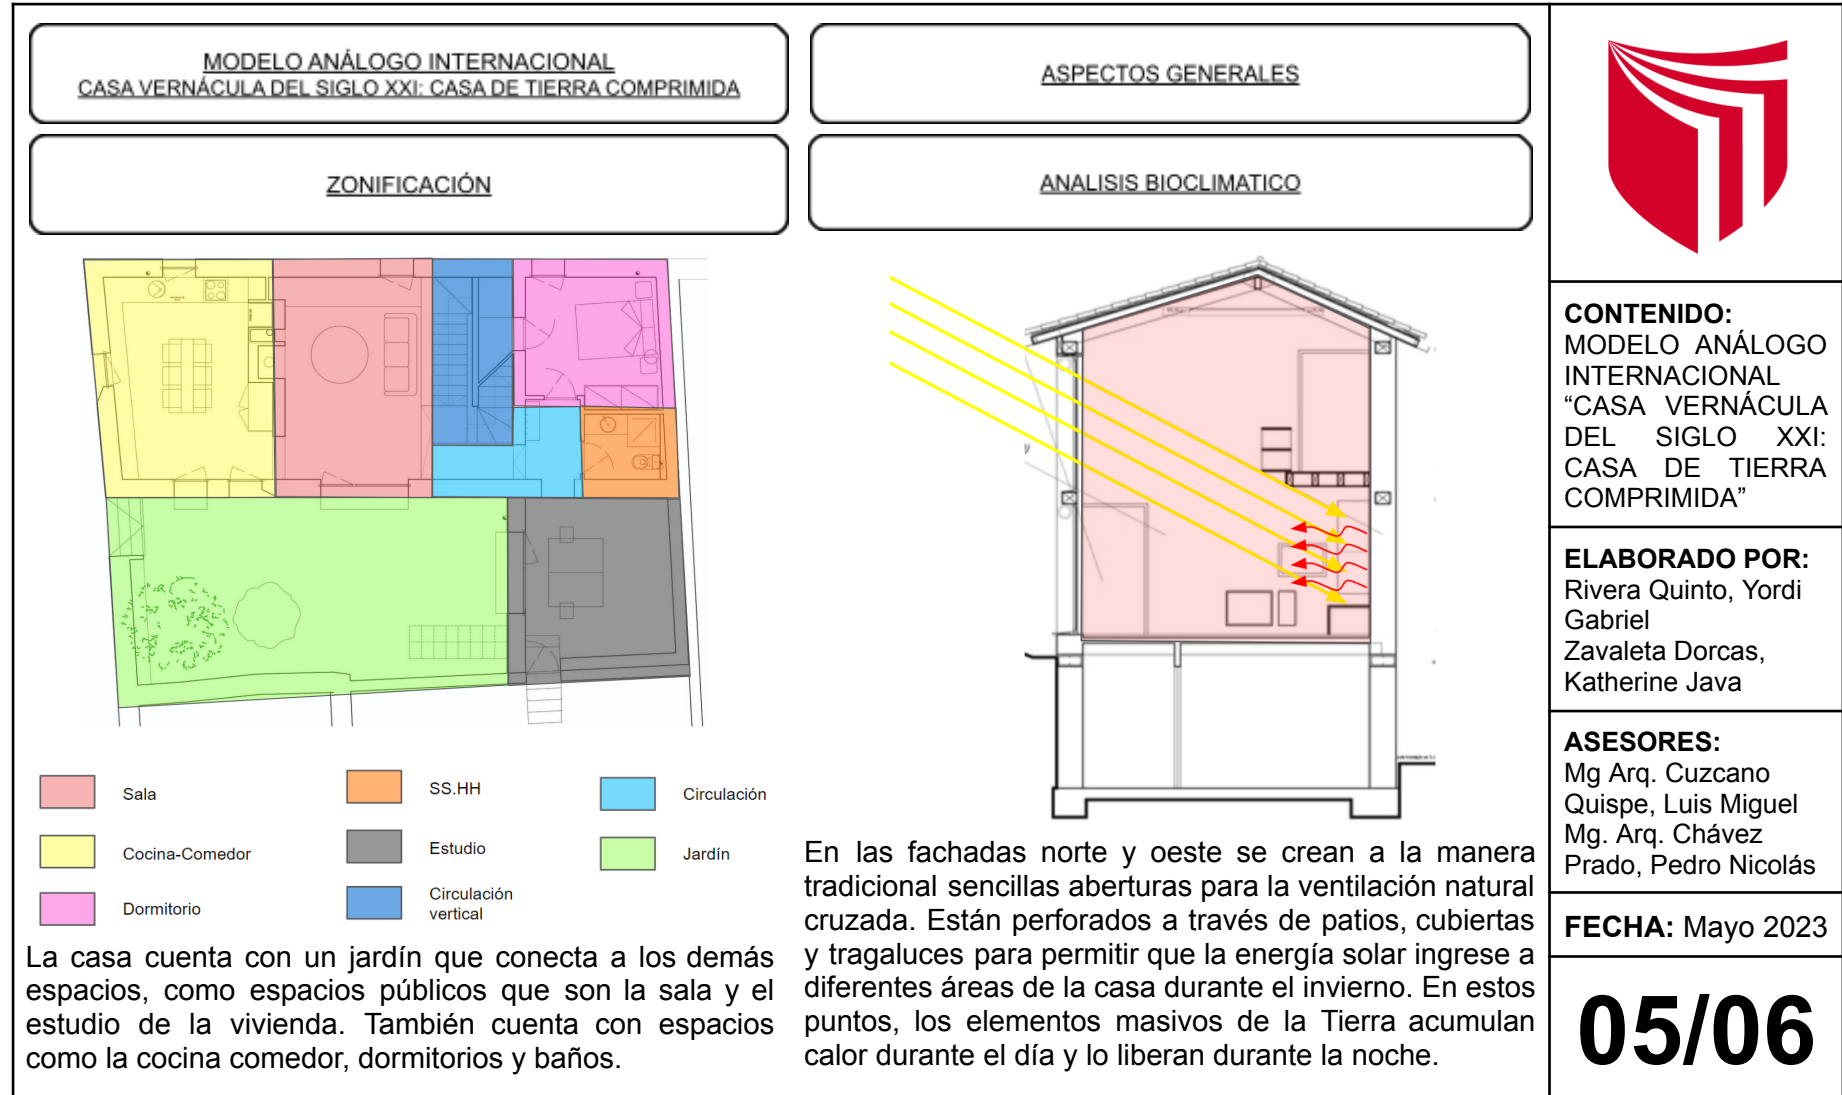 MODELO ANÁLOGO INTERNACIONAL
CASA VERNÁCULA DEL SIGLO XXI: CASA DE TIERRA COMPRIMIDA
ZONIFICACIÓN
Sala
Cocina-Comedor
Dormitorio
SS.HH
Estudio
Circulación
vertical
Circulación
Jardín
La casa cuenta con un jardín que conecta a los demás
espacios, como espacios públicos que son la sala y el
estudio de la vivienda. También cuenta con espacios
como la cocina comedor, dormitorios y baños.
ASPECTOS GENERALES
ANALISIS BIOCLIMATICO
En las fachadas norte y oeste se crean a la manera
tradicional sencillas aberturas para la ventilación natural
cruzada. Están perforados a través de patios, cubiertas
y tragaluces para permitir que la energía solar ingrese a
diferentes áreas de la casa durante el invierno. En estos
puntos, los elementos masivos de la Tierra acumulan
calor durante el día y lo liberan durante la noche.
CONTENIDO:
MODELO ANÁLOGO
INTERNACIONAL
“CASA VERNÁCULA
DEL SIGLO XXI:
CASA DE TIERRA
COMPRIMIDA”
ELABORADO POR:
Rivera Quinto, Yordi
Gabriel
Zavaleta Dorcas,
Katherine Java
ASESORES:
Mg Arq. Cuzcano
Quispe, Luis Miguel
Mg. Arq. Chávez
Prado, Pedro Nicolás
FECHA: Mayo 2023
05/06